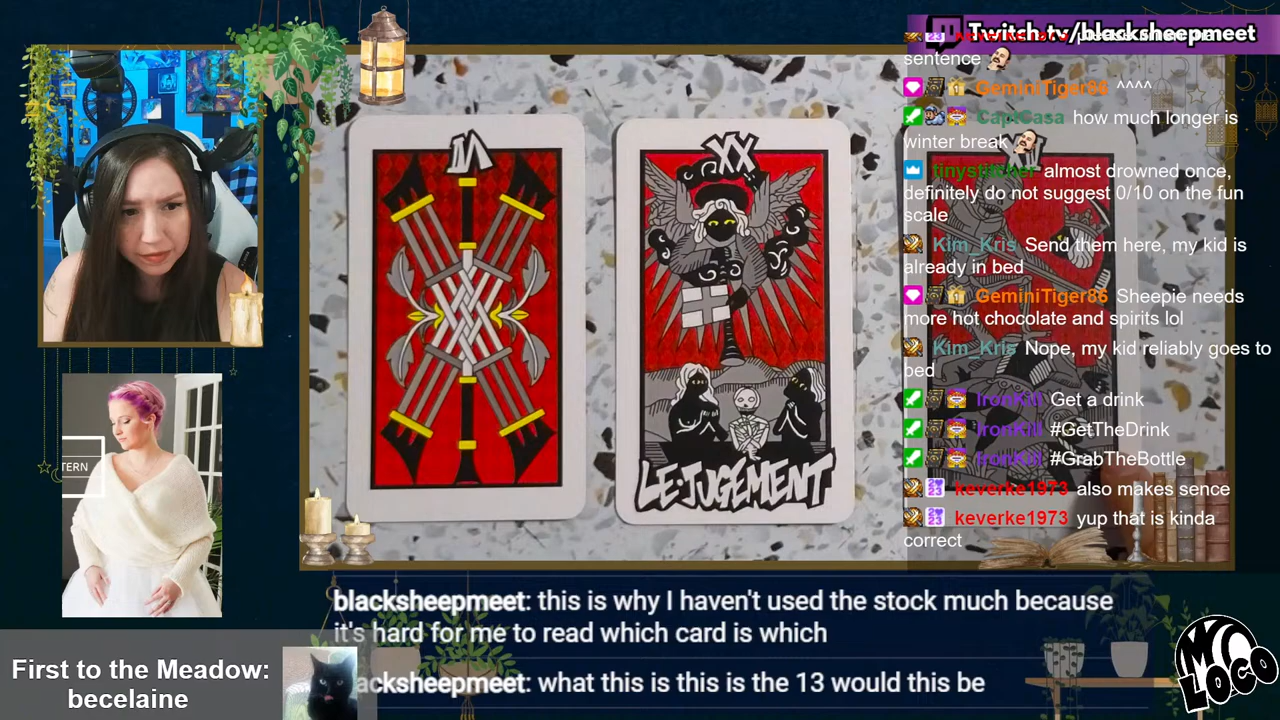 Twitch.tv/blacksheepmeet
sentence
GeminiTiger86 ^^^^
CaptCasa how much longer is
winter break
tinystitcher almost drowned once,
definitely do not suggest 0/10 on the fun
scale
Kim_Kris Send them here, my kid is
already in bed
GeminiTiger86 Sheepie needs
more hot chocolate and spirits lol
Kim_Kris Nope, my kid reliably goes to
bed
IronKill Get a drink
IronKill #GetTheDrink
IronKill #GrabTheBottle
keverke1973 also makes sence
keverke1973 yup that is kinda
correct
VI
XX
LE·JUGEMENT
TERN
blacksheepmeet: this is why I haven't used the stock much because
it's hard for me to read which card is which
acksheepmeet: what this is this is the 13 would this be
First to the Meadow:
becelaine
MC
LOCO